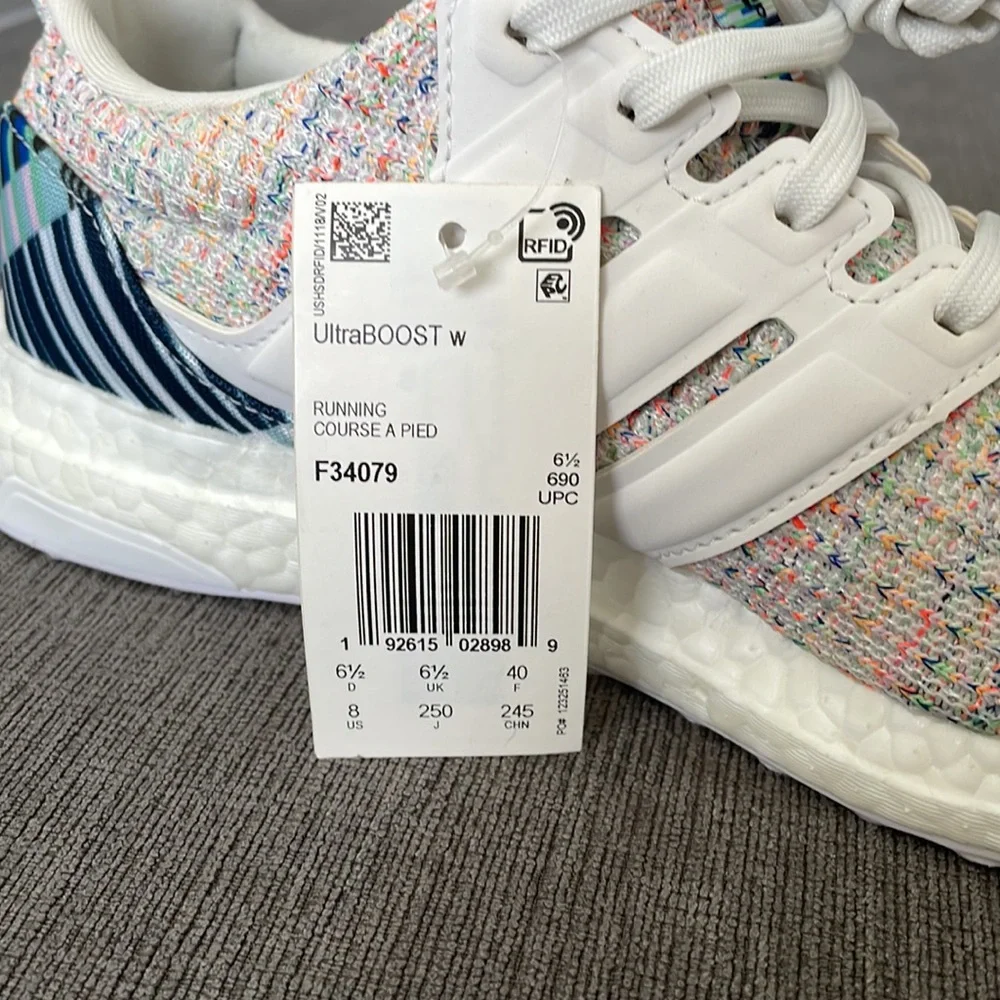 USHSDRFID/1118/V02
RFID
UltraBOOST w
RUNNING
COURSE A PIED
F34079
6½
690
UPC
1 92615 02898 9
6½ 6½ 40
D UK F
8 250 245
US J CHN
PO# 123251463